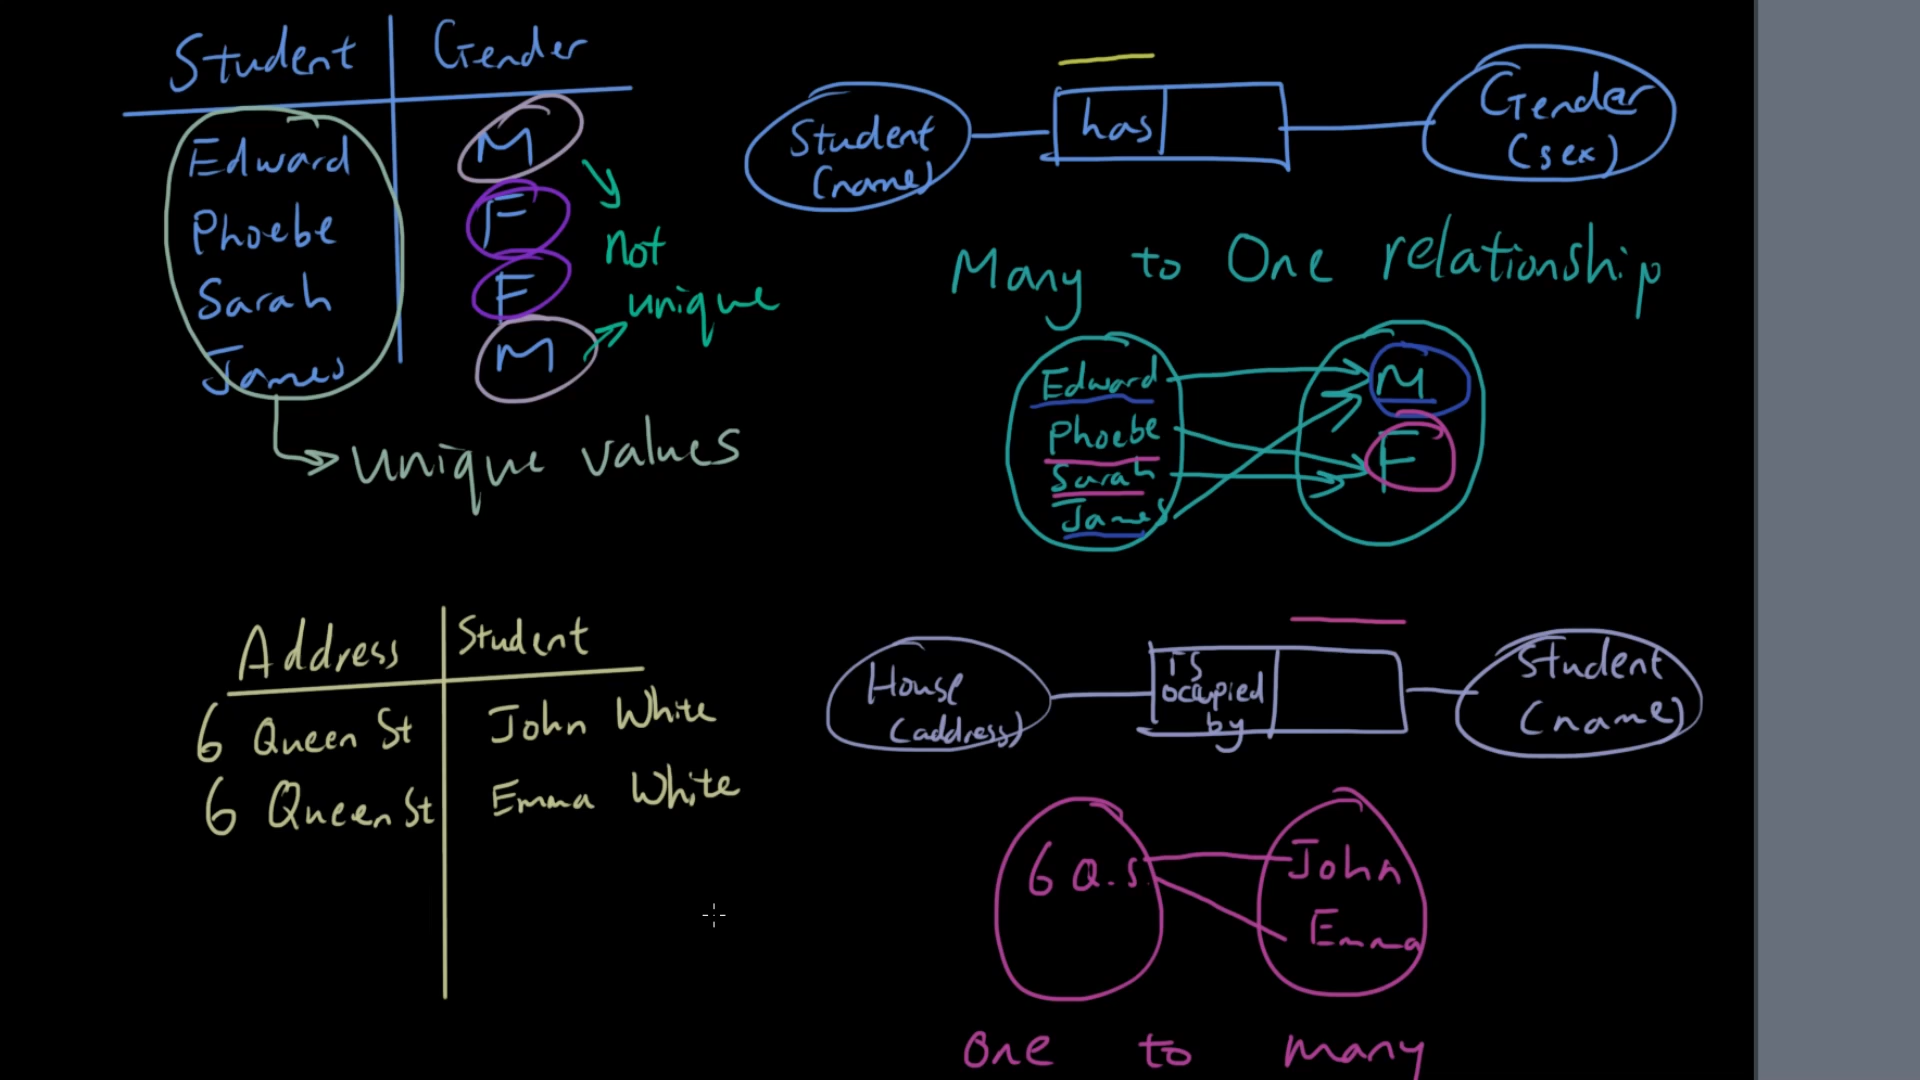 Student Gender
Edward M
Phoebe F
Sarah F
James M
not
unique
unique values
Student
(name)
has
Gender
(sex)
Many to One relationship
Edward
Phoebe
Sarah
James
M
F
Address Student
6 Queen St John White
6 Queen St Emma White
House
(address)
is
occupied
by
Student
(name)
6 Q.S. John
Emma
One to many